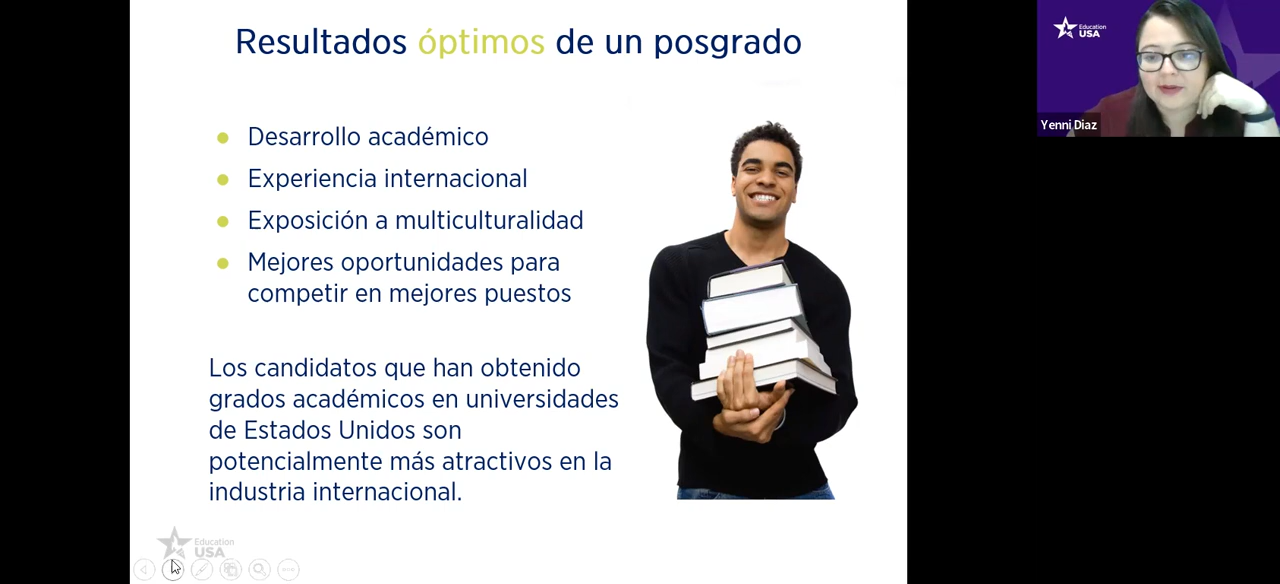 Resultados óptimos de un posgrado
Desarrollo académico
Experiencia internacional
Exposición a multiculturalidad
Mejores oportunidades para
competir en mejores puestos
Los candidatos que han obtenido
grados académicos en universidades
de Estados Unidos son
potencialmente más atractivos en la
industria internacional.
Education
USA
Education
USA
Yenni Diaz